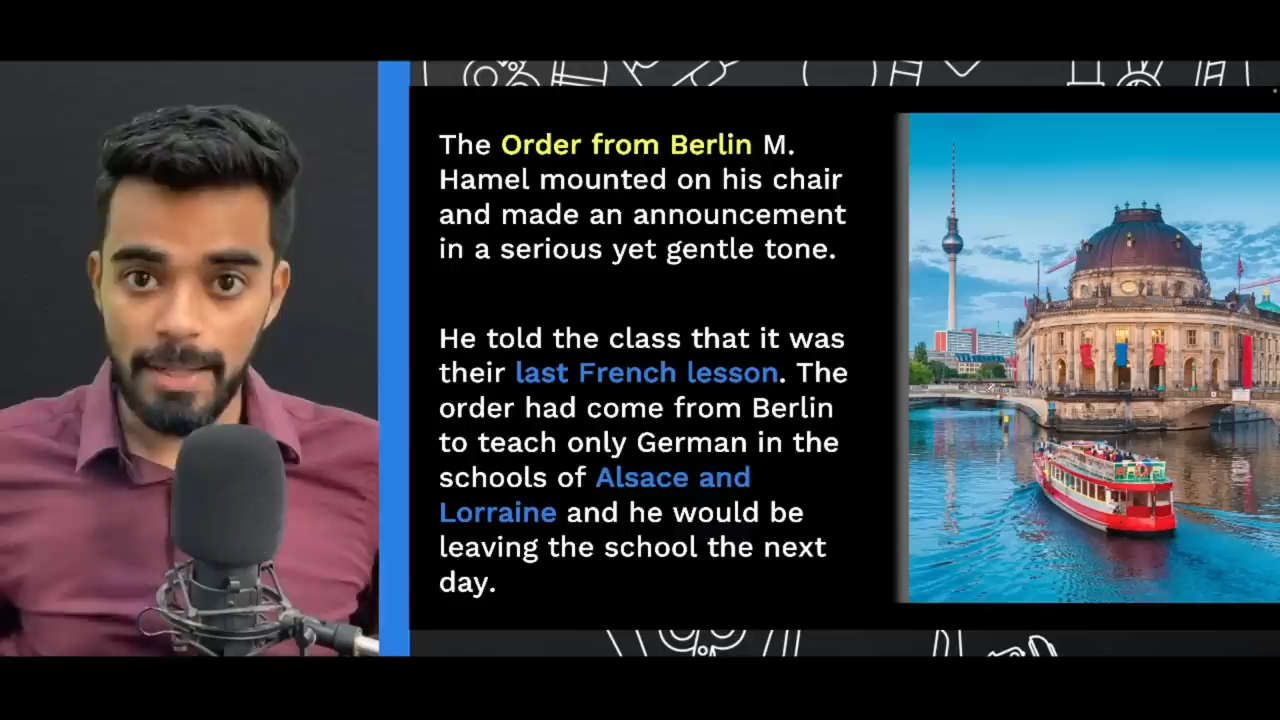 The Order from Berlin M.
Hamel mounted on his chair
and made an announcement
in a serious yet gentle tone.
He told the class that it was
their last French lesson. The
order had come from Berlin
to teach only German in the
schools of Alsace and
Lorraine and he would be
leaving the school the next
day.